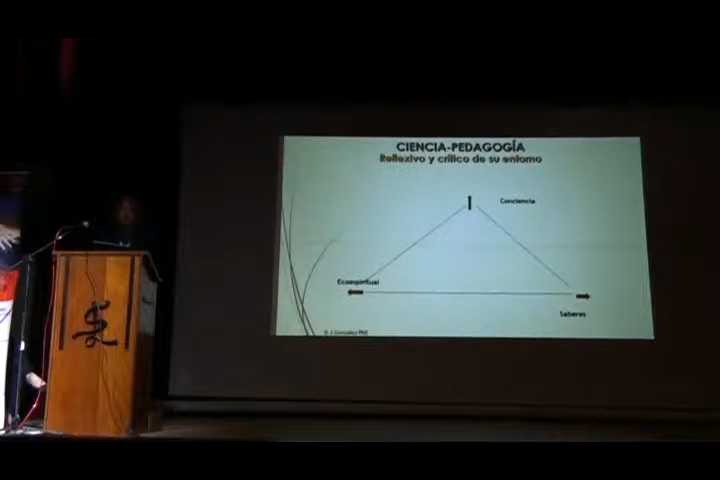 CIENCIA-PEDAGOGÍA
Reflexivo y crítico de su entorno
Conciencia
Ecoespiritual
Saberes